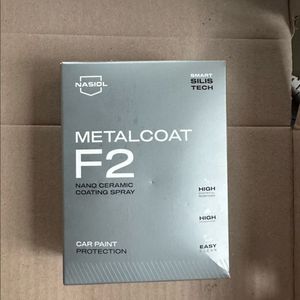 NASIOL
SMART
SILIS
TECH
METALCOAT
F2
NANO CERAMIC
COATING SPRAY
HIGH
HIGH
EASY
CAR PAINT
PROTECTION